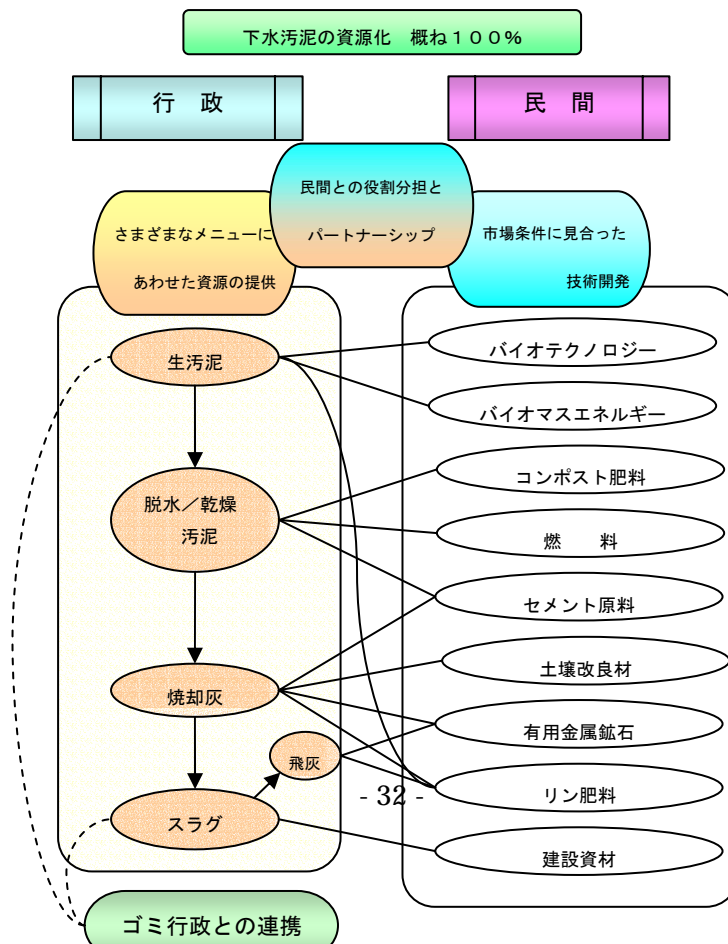 下水汚泥の資源化　概ね１００％
行　政
民　間
民間との役割分担と
パートナーシップ
さまざまなメニューに
あわせた資源の提供
市場条件に見合った
技術開発
生汚泥
バイオテクノロジー
バイオマスエネルギー
コンポスト肥料
脱水／乾燥
汚泥
燃　　料
セメント原料
土壌改良材
焼却灰
有用金属鉱石
飛灰
- 32 -
リン肥料
スラグ
建設資材
ゴミ行政との連携